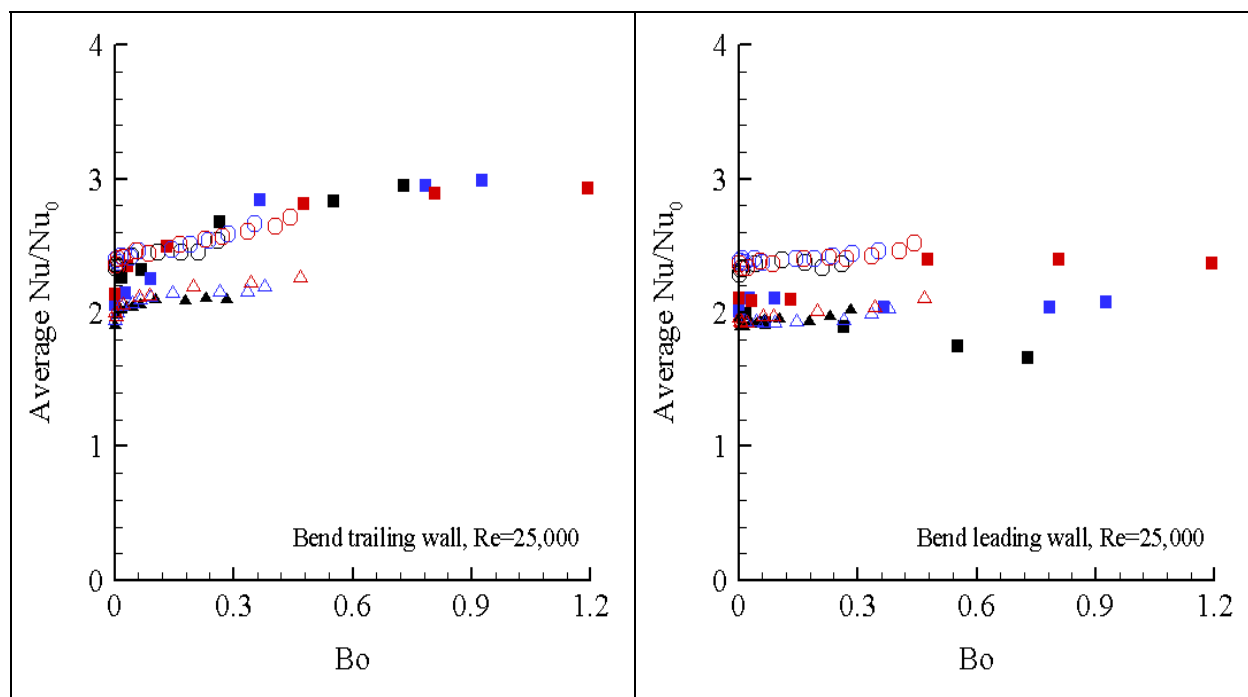 4
3
2
1
0
Average Nu/Nu0
Bend trailing wall, Re=25,000
0 0.3 0.6 0.9 1.2
Bo
4
3
2
1
0
Average Nu/Nu0
Bend leading wall, Re=25,000
0 0.3 0.6 0.9 1.2
Bo